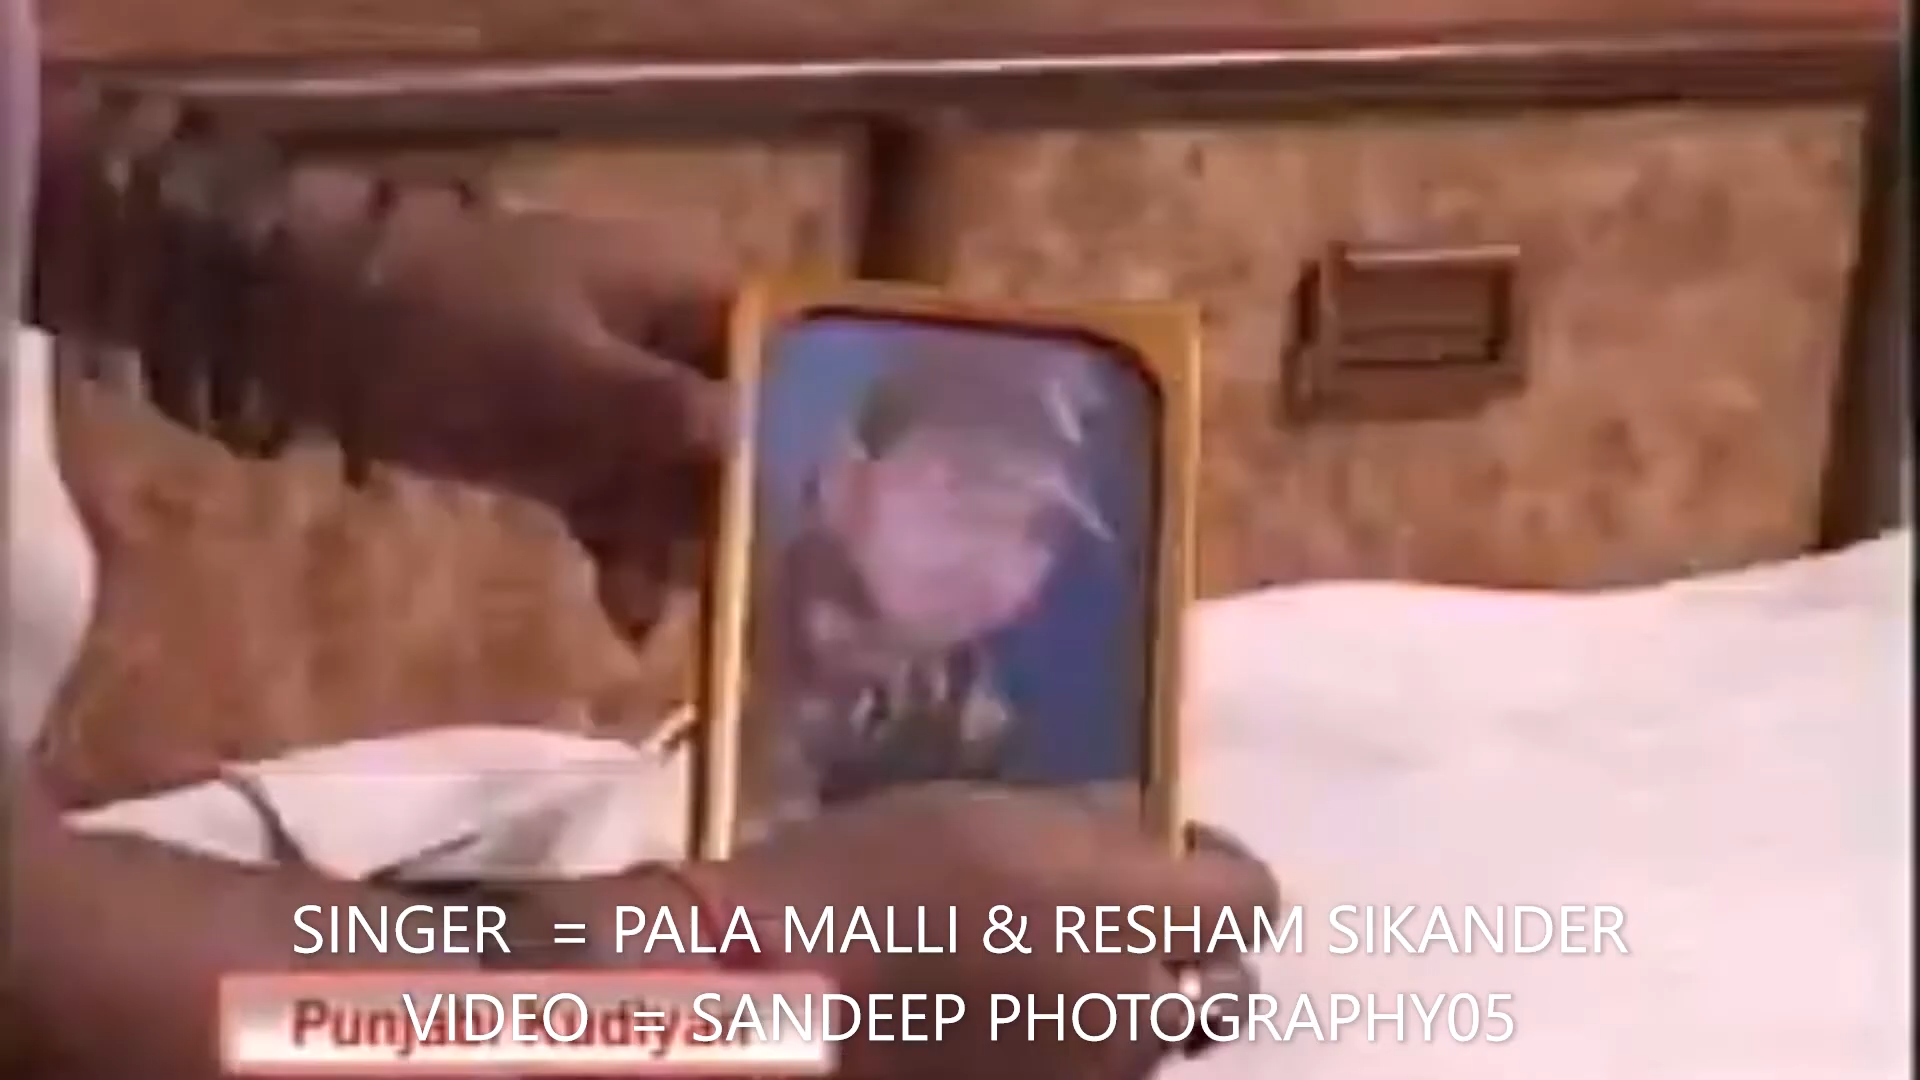 SINGER = PALA MALLI & RESHAM SIKANDER
VIDEO = SANDEEP PHOTOGRAPHY05